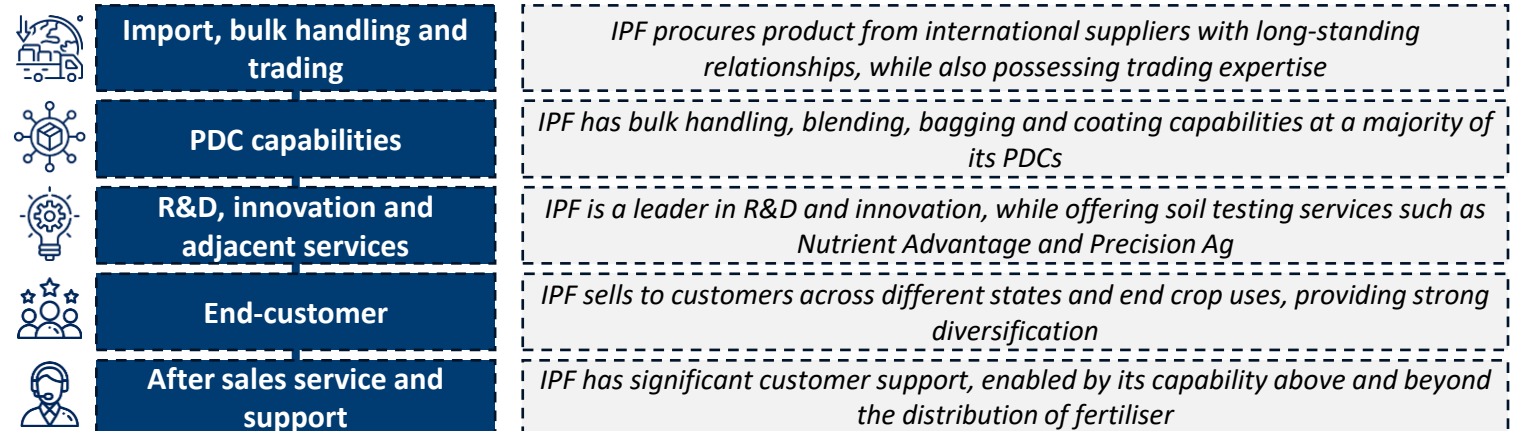 Import, bulk handling and
trading
IPF procures product from international suppliers with long-standing
relationships, while also possessing trading expertise
PDC capabilities
IPF has bulk handling, blending, bagging and coating capabilities at a majority of
its PDCs
R&D, innovation and
adjacent services
IPF is a leader in R&D and innovation, while offering soil testing services such as
Nutrient Advantage and Precision Ag
End-customer
IPF sells to customers across different states and end crop uses, providing strong
diversification
After sales service and
support
IPF has significant customer support, enabled by its capability above and beyond
the distribution of fertiliser